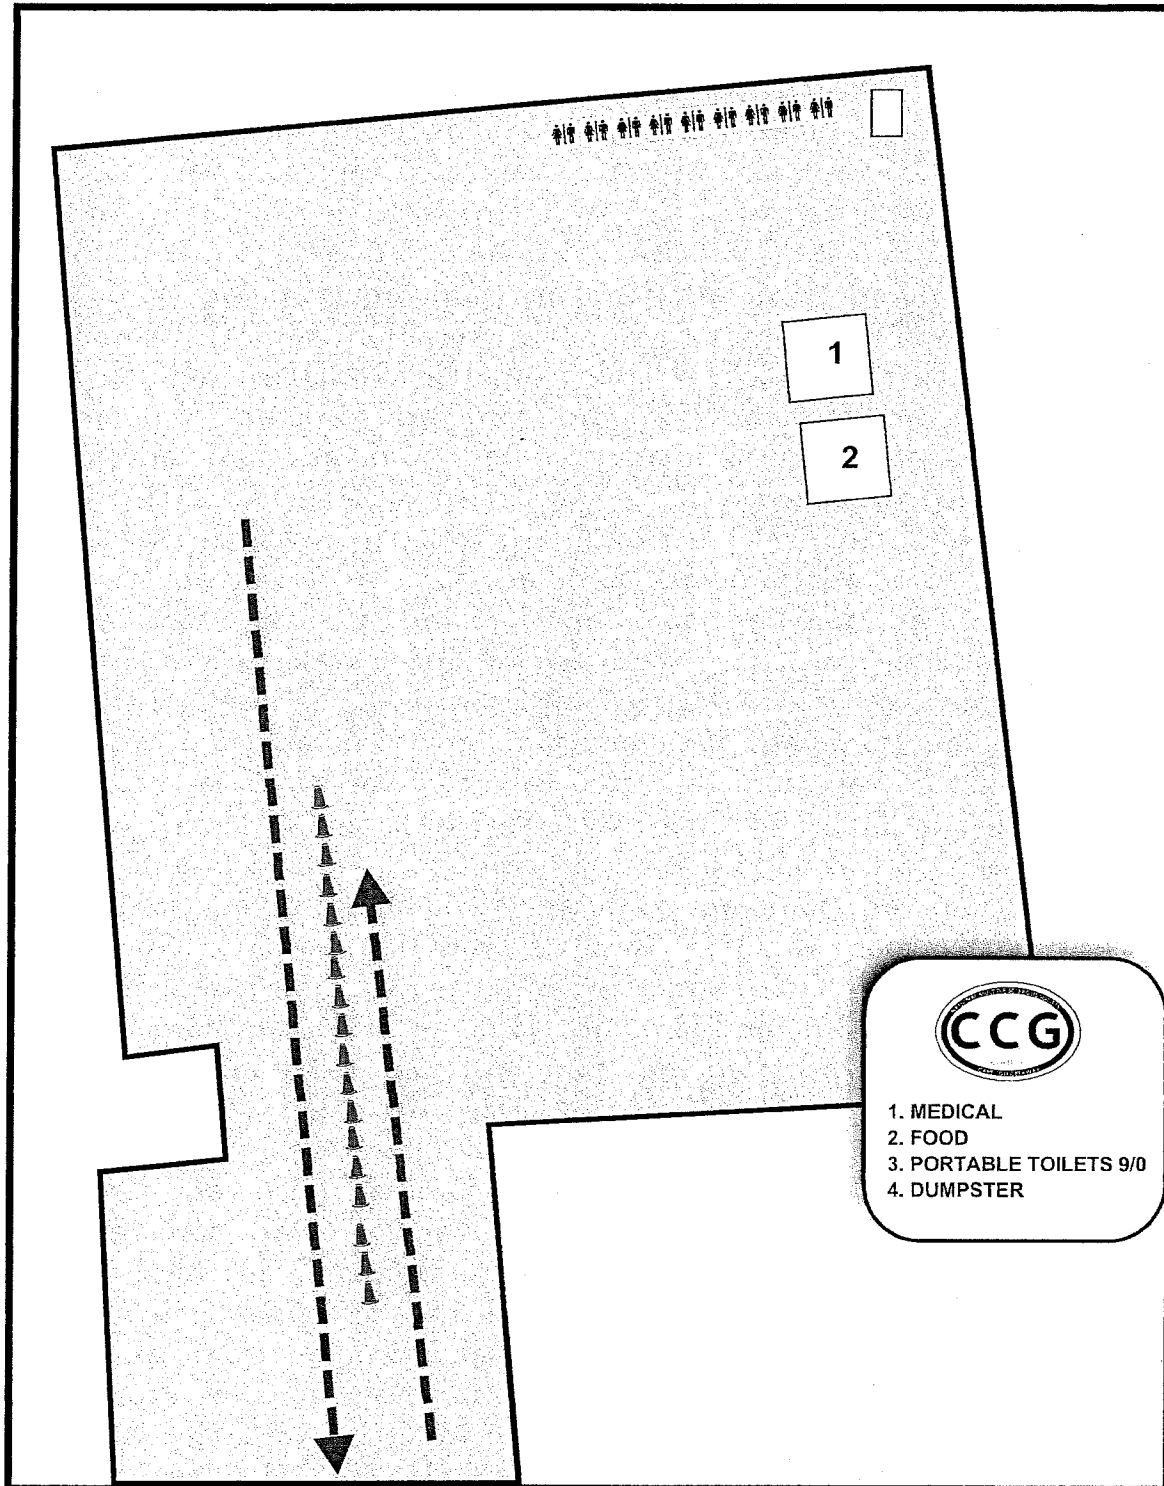 1
2
CCG
1. MEDICAL
2. FOOD
3. PORTABLE TOILETS 9/0
4. DUMPSTER